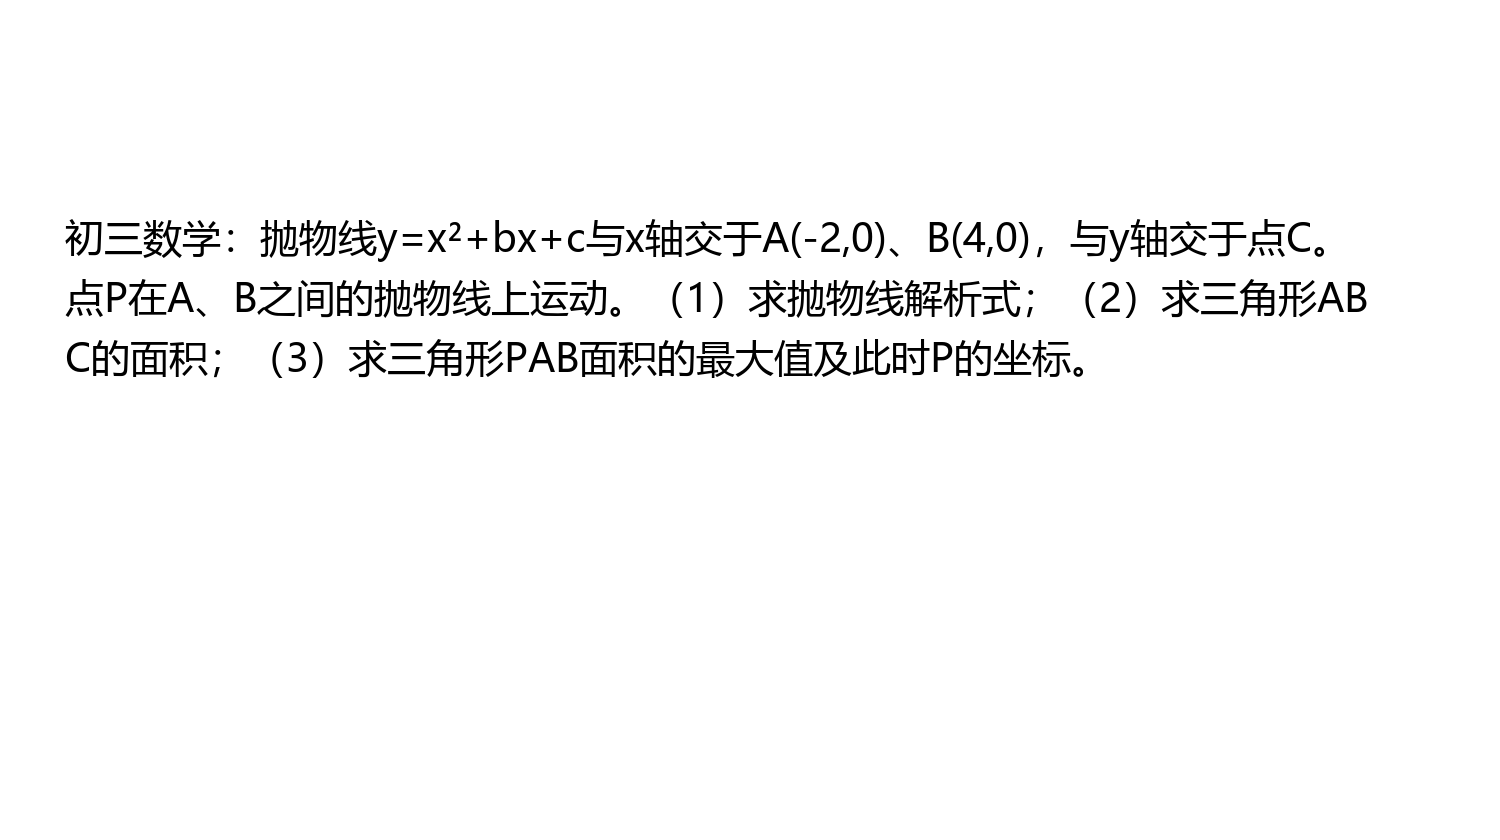 初三数学：抛物线y=x²+bx+c与x轴交于A(-2,0)、B(4,0)，与y轴交于点C。
点P在A、B之间的抛物线上运动。（1）求抛物线解析式；（2）求三角形AB
C的面积；（3）求三角形PAB面积的最大值及此时P的坐标。